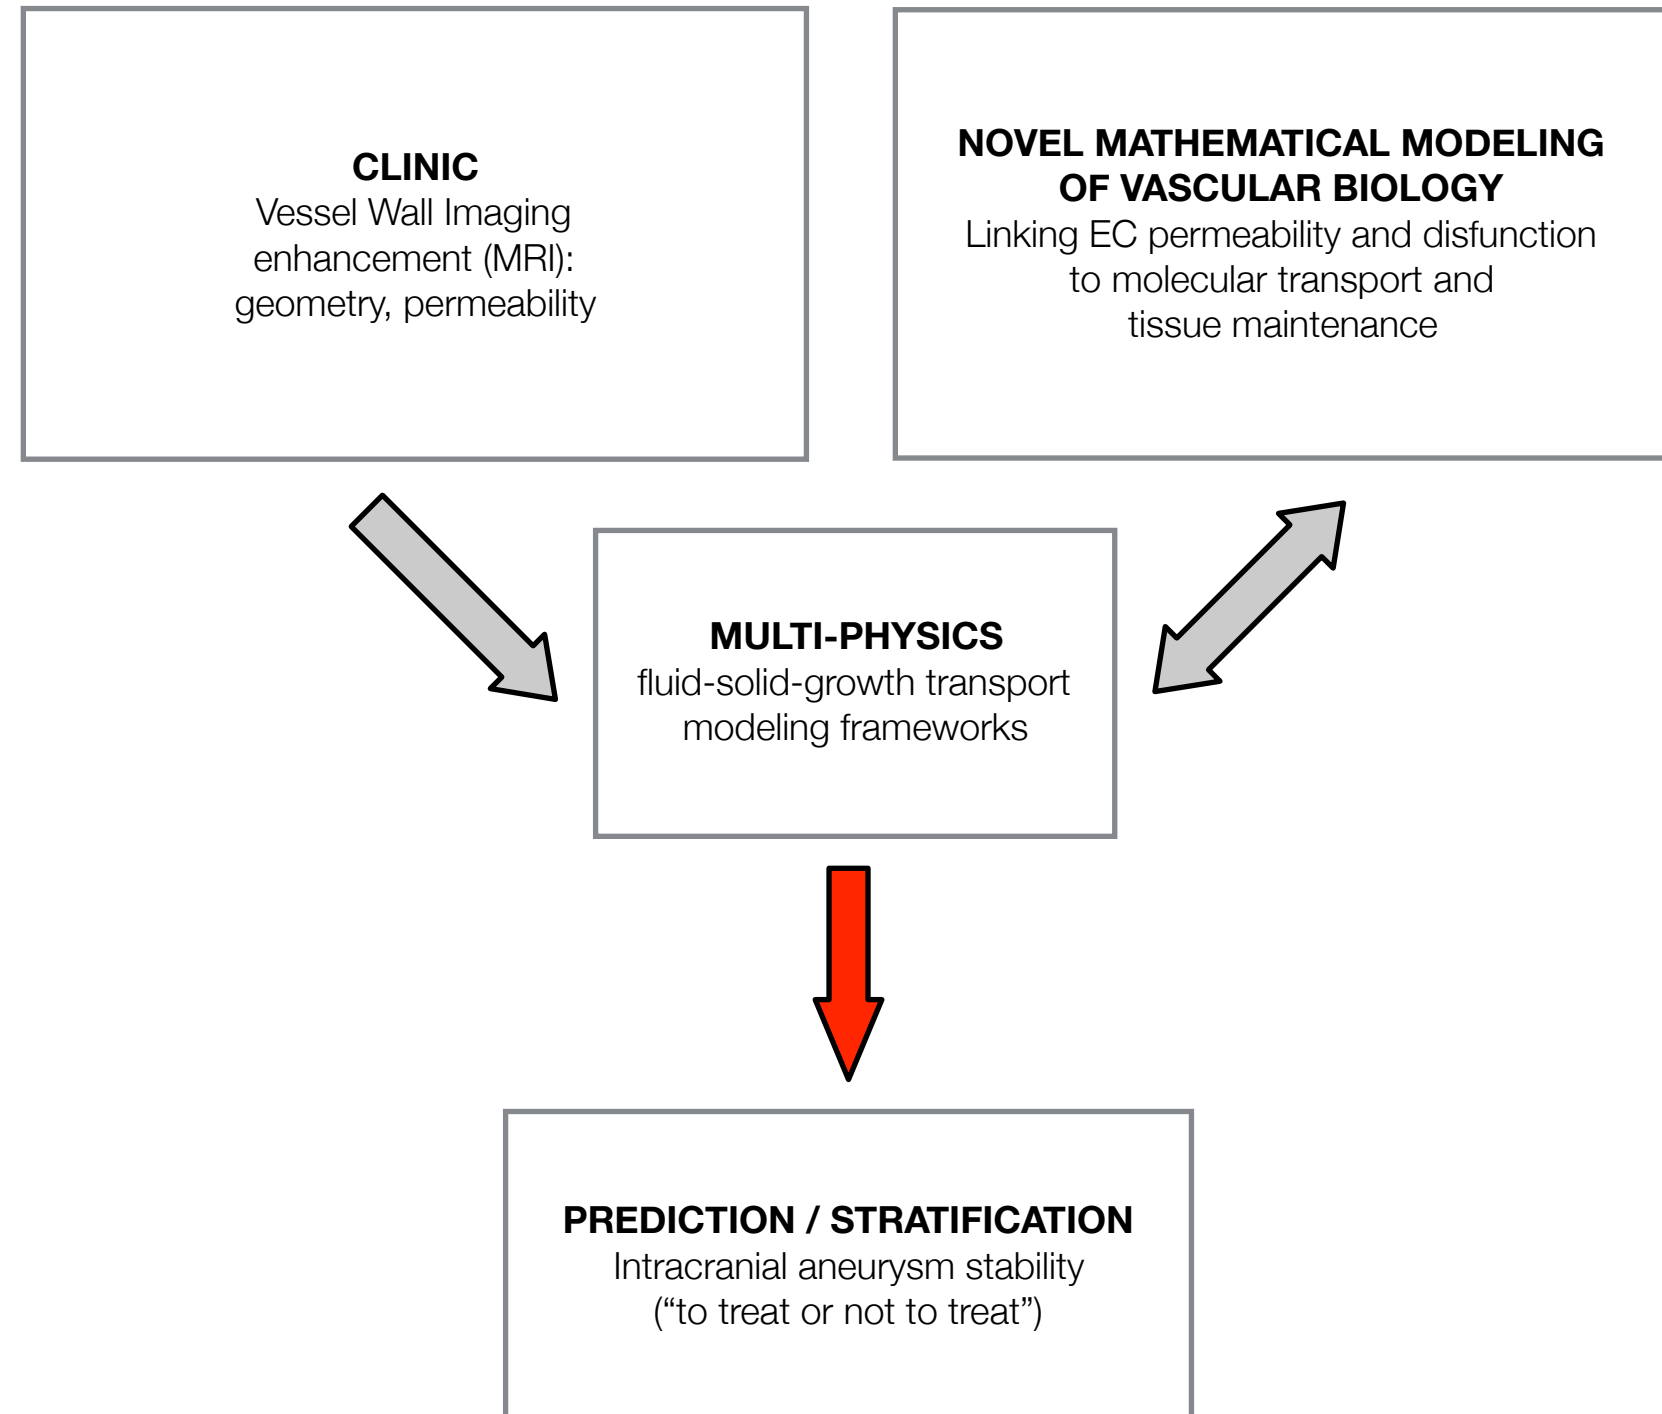 CLINIC
Vessel Wall Imaging
enhancement (MRI):
geometry, permeability
NOVEL MATHEMATICAL MODELING
OF VASCULAR BIOLOGY
Linking EC permeability and disfunction
to molecular transport and
tissue maintenance
MULTI-PHYSICS
fluid-solid-growth transport
modeling frameworks
PREDICTION / STRATIFICATION
Intracranial aneurysm stability
(“to treat or not to treat”)